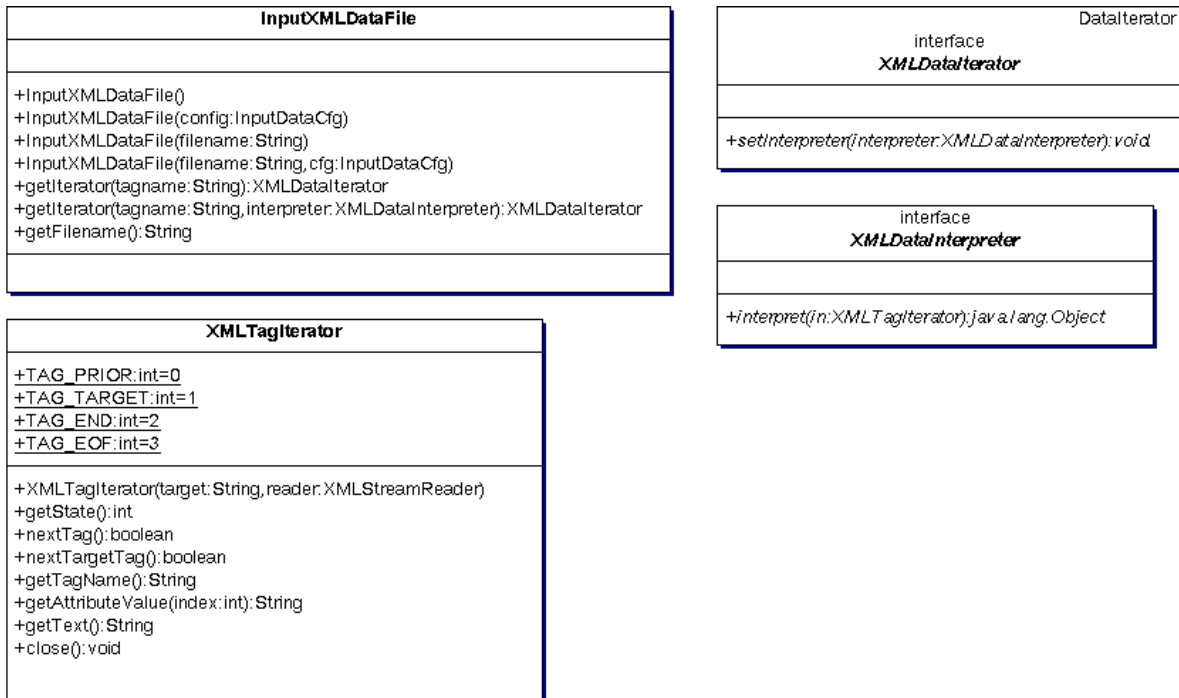 InputXMLDataFile
+InputXMLDataFile()
+InputXMLDataFile(config:InputDataCfg)
+InputXMLDataFile(filename:String)
+InputXMLDataFile(filename:String,cfg:InputDataCfg)
+getIterator(tagname:String):XMLDataIterator
+getIterator(tagname:String,interpreter:XMLDataInterpreter):XMLDataIterator
+getFilename():String
XMLTagIterator
+TAG_PRIOR:int=0
+TAG_TARGET:int=1
+TAG_END:int=2
+TAG_EOF:int=3
+XMLTagIterator(target:String,reader:XMLStreamReader)
+getState():int
+nextTag():boolean
+nextTargetTag():boolean
+getTagName():String
+getAttributeValue(index:int):String
+getText():String
+close():void
DataIterator
interface
XMLDataIterator
+setInterpreter(interpreter:XMLDataInterpreter):void
interface
XMLDataInterpreter
+interpret(in:XMLTagIterator):java.lang.Object